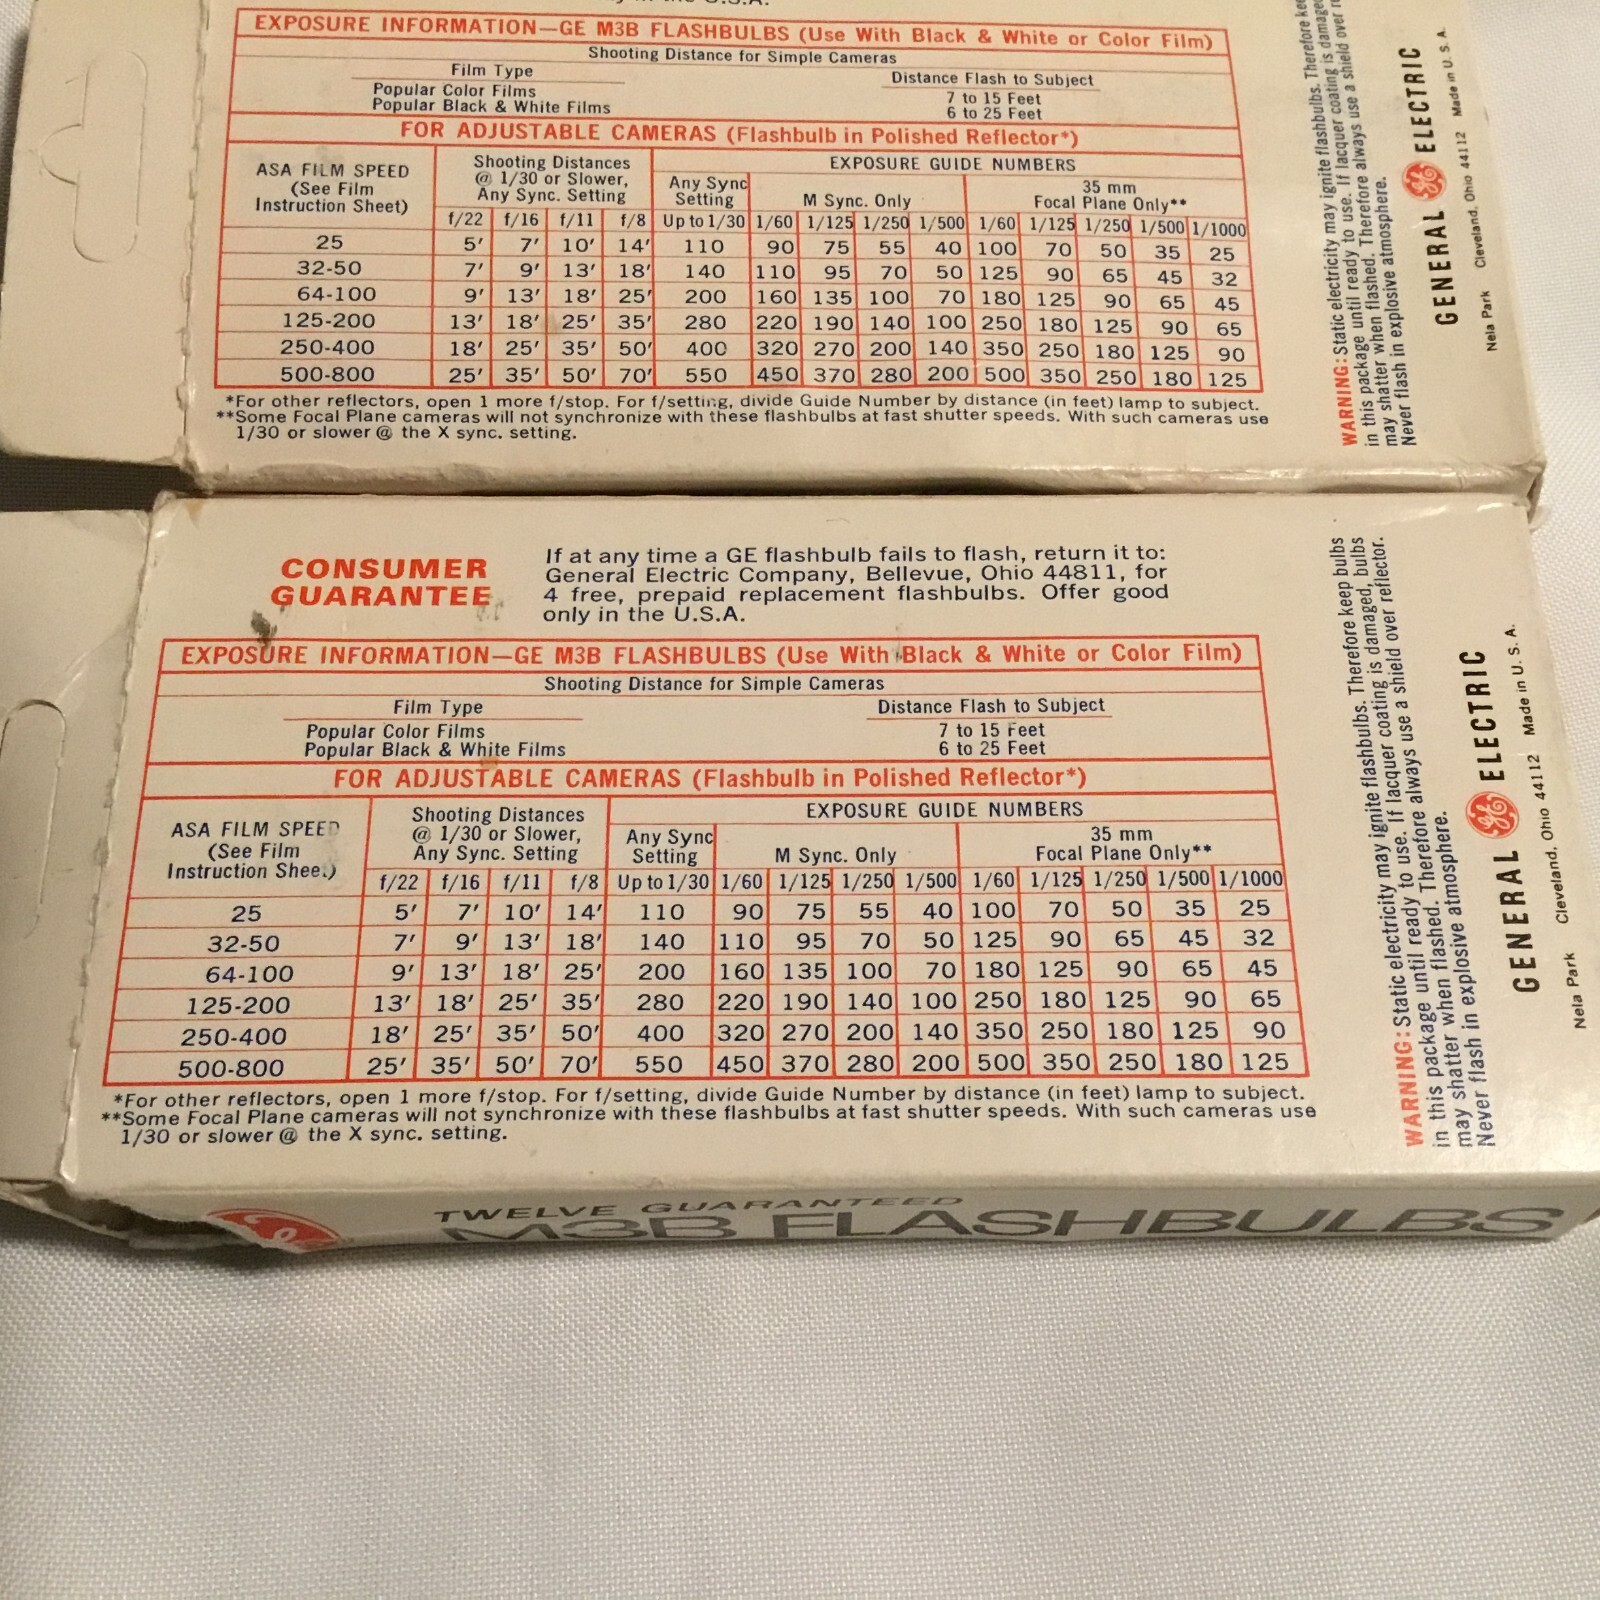 in the U.S.A.
EXPOSURE INFORMATION—GE M3B FLASHBULBS (Use With Black & White or Color Film)
Shooting Distance for Simple Cameras
Film Type Distance Flash to Subject
Popular Color Films 7 to 15 Feet
Popular Black & White Films 6 to 25 Feet
FOR ADJUSTABLE CAMERAS (Flashbulb in Polished Reflector*)
ASA FILM SPEED
(See Film
Instruction Sheet)
Shooting Distances
@ 1/30 or Slower,
Any Sync. Setting
EXPOSURE GUIDE NUMBERS
Any Sync
Setting
M Sync. Only
35 mm
Focal Plane Only**
f/22 f/16 f/11 f/8 Up to 1/30 1/60 1/125 1/250 1/500 1/60 1/125 1/250 1/500 1/1000
25 5' 7' 10' 14' 110 90 75 55 40 100 70 50 35 25
32-50 7' 9' 13' 18' 140 110 95 70 50 125 90 65 45 32
64-100 9' 13' 18' 25' 200 160 135 100 70 180 125 90 65 45
125-200 13' 18' 25' 35' 280 220 190 140 100 250 180 125 90 65
250-400 18' 25' 35' 50' 400 320 270 200 140 350 250 180 125 90
500-800 25' 35' 50' 70' 550 450 370 280 200 500 350 250 180 125
*For other reflectors, open 1 more f/stop. For f/setting, divide Guide Number by distance (in feet) lamp to subject.
**Some Focal Plane cameras will not synchronize with these flashbulbs at fast shutter speeds. With such cameras use
1/30 or slower @ the X sync. setting.
WARNING: Static electricity may ignite flashbulbs. Therefore
in this package until ready to use. If lacquer coating is damaged
may shatter when flashed. Therefore always use a shield over
Never flash in explosive atmosphere.
GENERAL GE ELECTRIC
Nela Park Cleveland, Ohio 44112 Made in U.S.A.
CONSUMER
GUARANTEE
If at any time a GE flashbulb fails to flash, return it to:
General Electric Company, Bellevue, Ohio 44811, for
4 free, prepaid replacement flashbulbs. Offer good
only in the U.S.A.
EXPOSURE INFORMATION—GE M3B FLASHBULBS (Use With Black & White or Color Film)
Shooting Distance for Simple Cameras
Film Type Distance Flash to Subject
Popular Color Films 7 to 15 Feet
Popular Black & White Films 6 to 25 Feet
FOR ADJUSTABLE CAMERAS (Flashbulb in Polished Reflector*)
ASA FILM SPEED
(See Film
Instruction Sheet)
Shooting Distances
@ 1/30 or Slower,
Any Sync. Setting
EXPOSURE GUIDE NUMBERS
Any Sync
Setting
M Sync. Only
35 mm
Focal Plane Only**
f/22 f/16 f/11 f/8 Up to 1/30 1/60 1/125 1/250 1/500 1/60 1/125 1/250 1/500 1/1000
25 5' 7' 10' 14' 110 90 75 55 40 100 70 50 35 25
32-50 7' 9' 13' 18' 140 110 95 70 50 125 90 65 45 32
64-100 9' 13' 18' 25' 200 160 135 100 70 180 125 90 65 45
125-200 13' 18' 25' 35' 280 220 190 140 100 250 180 125 90 65
250-400 18' 25' 35' 50' 400 320 270 200 140 350 250 180 125 90
500-800 25' 35' 50' 70' 550 450 370 280 200 500 350 250 180 125
*For other reflectors, open 1 more f/stop. For f/setting, divide Guide Number by distance (in feet) lamp to subject.
**Some Focal Plane cameras will not synchronize with these flashbulbs at fast shutter speeds. With such cameras use
1/30 or slower @ the X sync. setting.
WARNING: Static electricity may ignite flashbulbs. Therefore keep bulbs
in this package until ready to use. If lacquer coating is damaged, bulbs
may shatter when flashed. Therefore always use a shield over reflector.
Never flash in explosive atmosphere.
GENERAL GE ELECTRIC
Nela Park Cleveland, Ohio 44112 Made in U.S.A.
TWELVE GUARANTEED
M3B FLASHBULBS